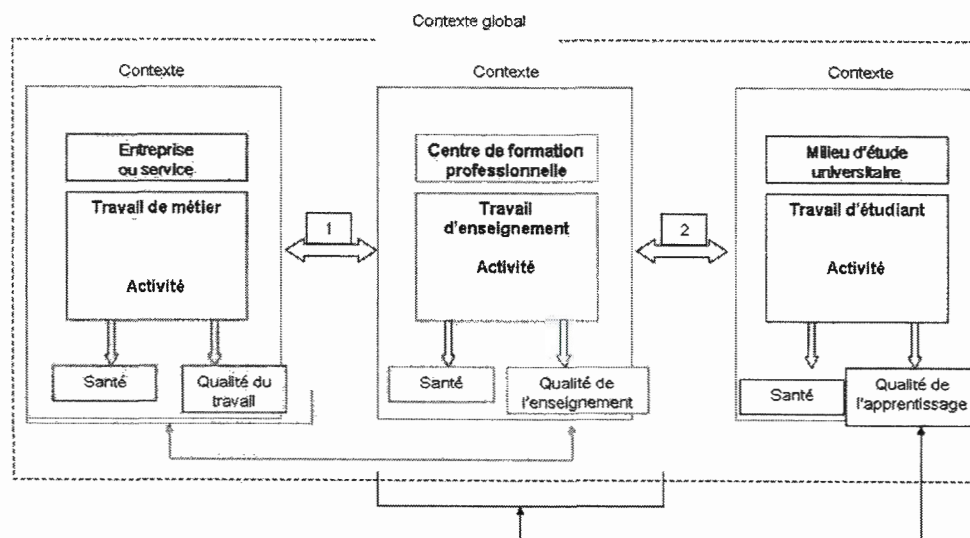 Contexte global
Contexte
Entreprise
ou service
Travail de métier
Activité
Santé
Qualité du
travail
1
Contexte
Centre de formation
professionnelle
Travail
d'enseignement
Activité
Santé
Qualité de
l'enseignement
2
Contexte
Milieu d'étude
universitaire
Travail d'étudiant
Activité
Santé
Qualité de
l'apprentissage